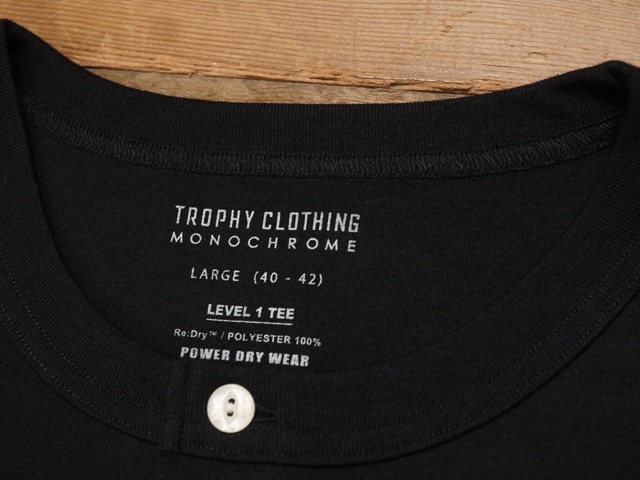 TROPHY CLOTHING
MONOCHROME
LARGE (40 - 42)
LEVEL 1 TEE
Re:Dry™ / POLYESTER 100%
POWER DRY WEAR